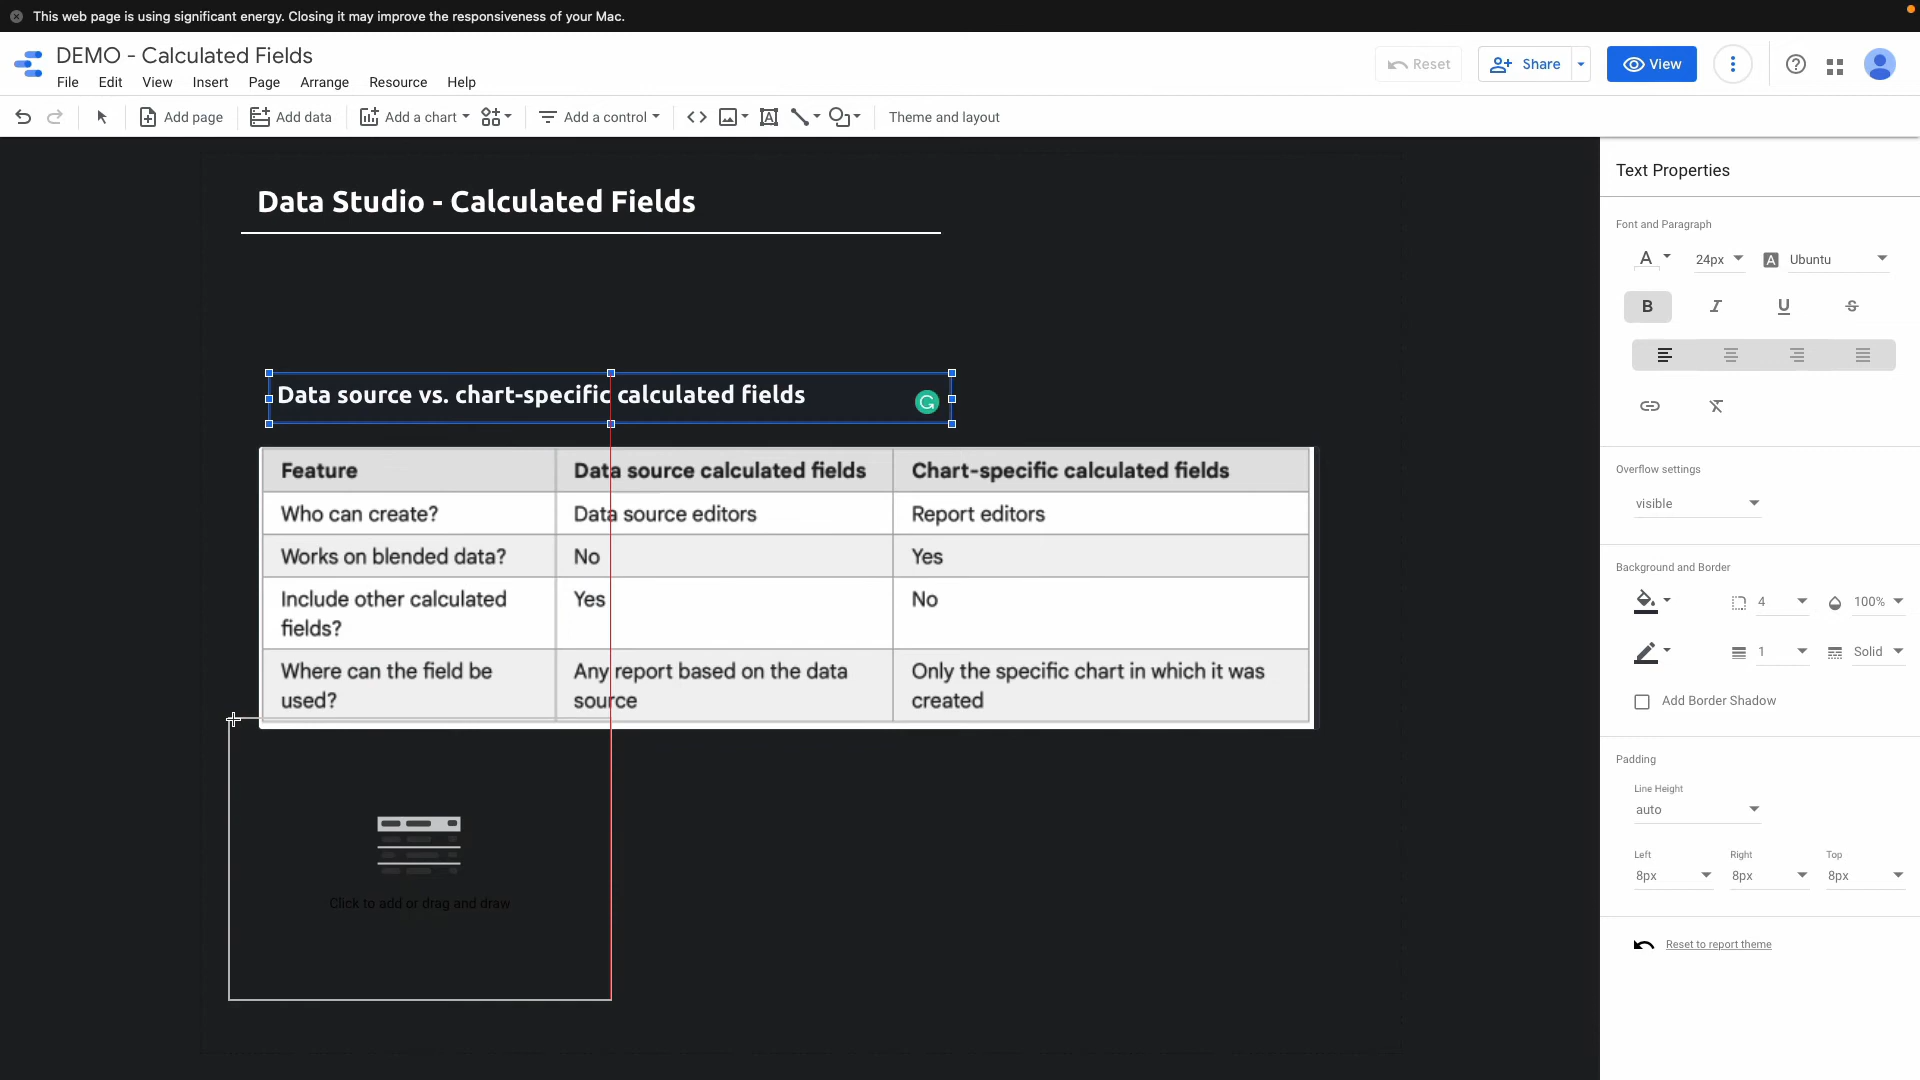 This web page is using significant energy. Closing it may improve the responsiveness of your Mac.
DEMO - Calculated Fields
File Edit View Insert Page Arrange Resource Help
Reset Share View
Add page Add data Add a chart Add a control Theme and layout
Data Studio - Calculated Fields
Data source vs. chart-specific calculated fields
Feature Data source calculated fields Chart-specific calculated fields
Who can create? Data source editors Report editors
Works on blended data? No Yes
Include other calculated Yes No
fields?
Where can the field be Any report based on the data Only the specific chart in which it was
used? source created
Click to add or drag and draw
Text Properties
Font and Paragraph
A 24px A Ubuntu
B I U S
Overflow settings
visible
Background and Border
4 100%
1 Solid
Add Border Shadow
Padding
Line Height
auto
Left Right Top
8px 8px 8px
Reset to report theme